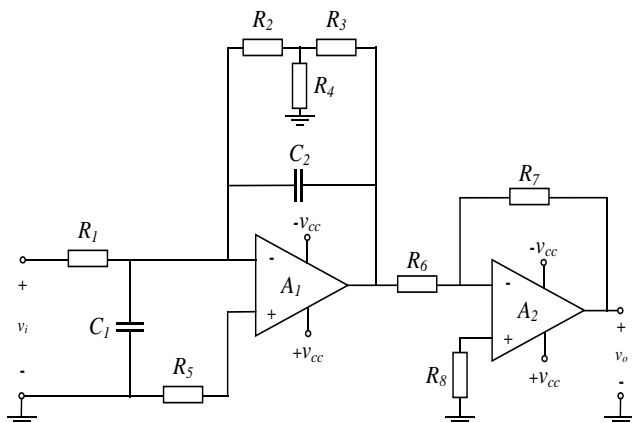 R2
R3
R4
C2
R7
R1
-vcc
-
A1
+
R6
-vcc
-
A2
+
+
vi
-
C1
R5
+vcc
R8
+vcc
+
vo
-